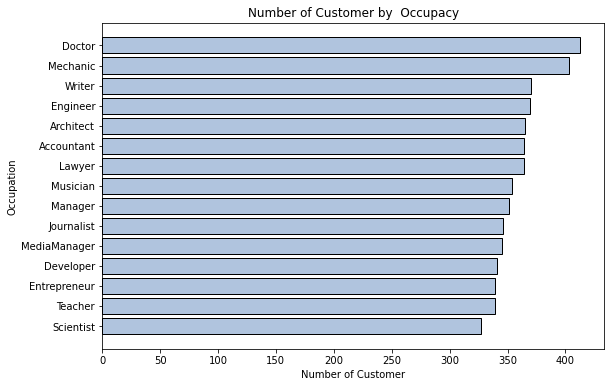 Number of Customer by  Occupacy
Occupation
Doctor
Mechanic
Writer
Engineer
Architect
Accountant
Lawyer
Musician
Manager
Journalist
MediaManager
Developer
Entrepreneur
Teacher
Scientist
0 50 100 150 200 250 300 350 400
Number of Customer